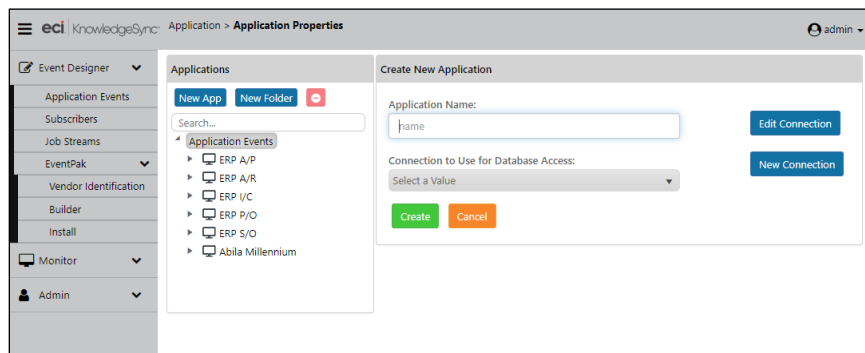 eci KnowledgeSync
Application > Application Properties
admin
Event Designer
Application Events
Subscribers
Job Streams
EventPak
Vendor Identification
Builder
Install
Monitor
Admin
Applications
New App
New Folder
Search...
Application Events
ERP A/P
ERP A/R
ERP I/C
ERP P/O
ERP S/O
Abila Millennium
Create New Application
Application Name:
name
Edit Connection
Connection to Use for Database Access:
New Connection
Select a Value
Create
Cancel